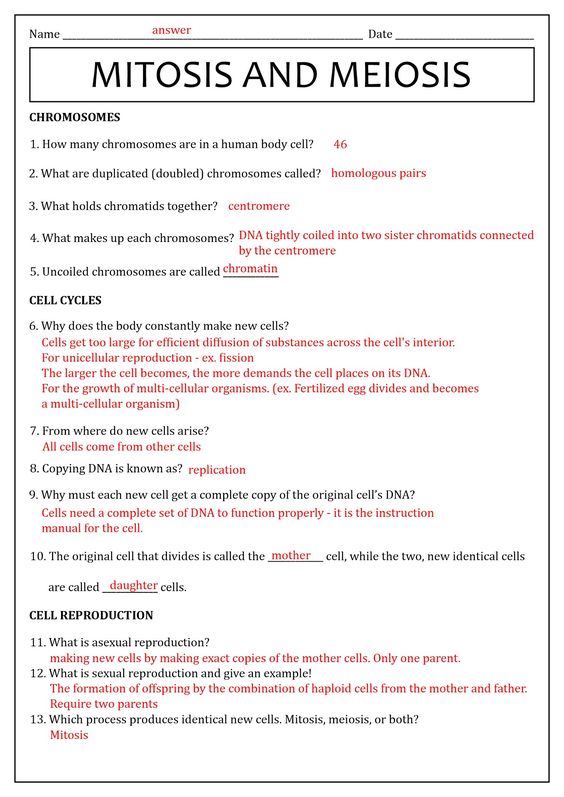 Name ________ answer ________ Date ________
MITOSIS AND MEIOSIS
CHROMOSOMES
1. How many chromosomes are in a human body cell? 46
2. What are duplicated (doubled) chromosomes called? homologous pairs
3. What holds chromatids together? centromere
4. What makes up each chromosomes? DNA tightly coiled into two sister chromatids connected
by the centromere
5. Uncoiled chromosomes are called chromatin
CELL CYCLES
6. Why does the body constantly make new cells?
Cells get too large for efficient diffusion of substances across the cell's interior.
For unicellular reproduction - ex. fission
The larger the cell becomes, the more demands the cell places on its DNA.
For the growth of multi-cellular organisms. (ex. Fertilized egg divides and becomes
a multi-cellular organism)
7. From where do new cells arise?
All cells come from other cells
8. Copying DNA is known as? replication
9. Why must each new cell get a complete copy of the original cell's DNA?
Cells need a complete set of DNA to function properly - it is the instruction
manual for the cell.
10. The original cell that divides is called the mother cell, while the two, new identical cells
are called daughter cells.
CELL REPRODUCTION
11. What is asexual reproduction?
making new cells by making exact copies of the mother cells. Only one parent.
12. What is sexual reproduction and give an example!
The formation of offspring by the combination of haploid cells from the mother and father.
Require two parents
13. Which process produces identical new cells. Mitosis, meiosis, or both?
Mitosis